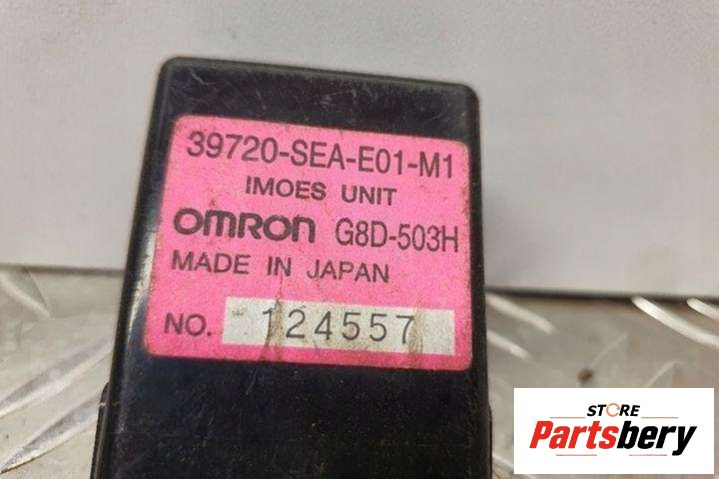 39720-SEA-E01-M1
IMOES UNIT
OMRON G8D-503H
MADE IN JAPAN
NO. 124557
STORE
Partsbery